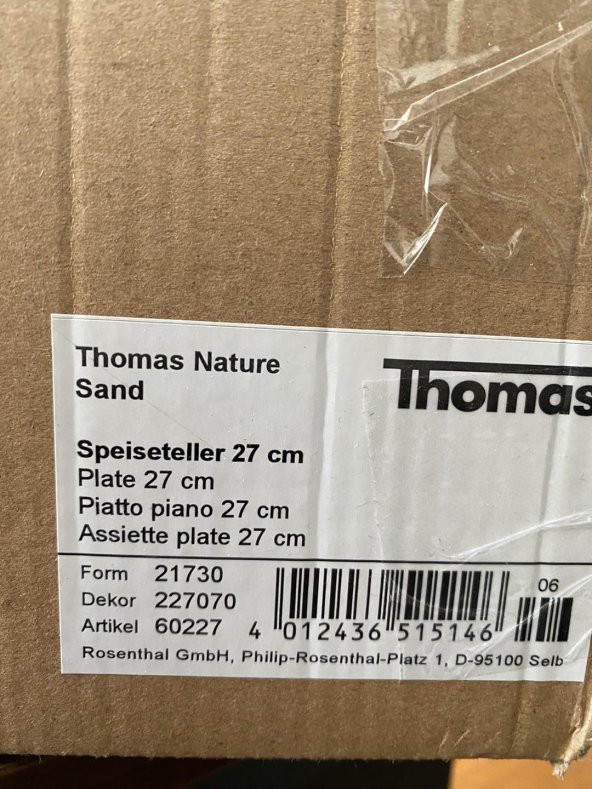 Thomas Nature
Sand
Thomas
Speiseteller 27 cm
Plate 27 cm
Piatto piano 27 cm
Assiette plate 27 cm
Form 21730
Dekor 227070
Artikel 60227
06
4 012436 515146
Rosenthal GmbH, Philip-Rosenthal-Platz 1, D-95100 Selb